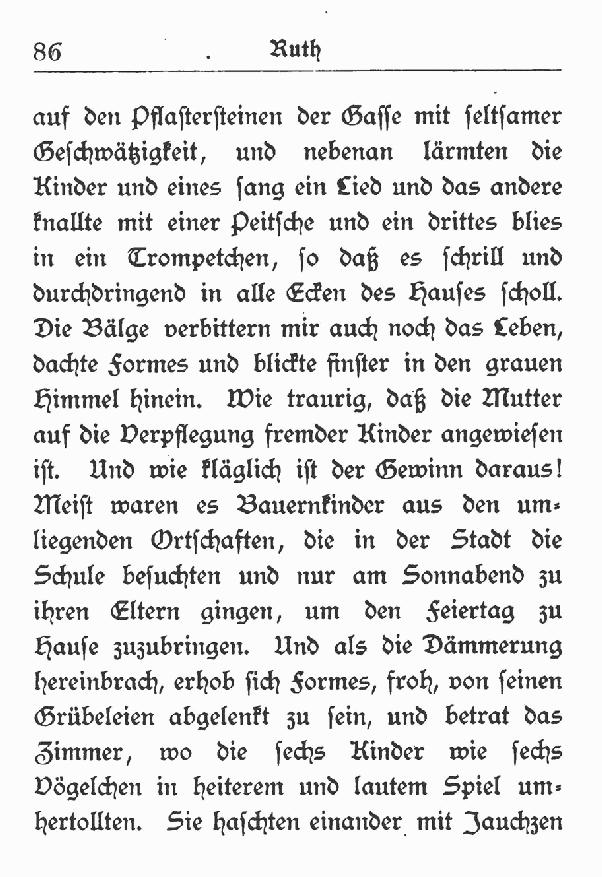 86 Ruth
auf den Pflaſterſteinen der Gaſſe mit ſeltſamer
Geſchwätzigkeit, und nebenan lärmten die
Kinder und eines ſang ein Lied und das andere
knallte mit einer Peitſche und ein drittes blies
in ein Trompetchen, ſo daß es ſchrill und
durchdringend in alle Ecken des Hauſes ſcholl.
Die Bälge verbittern mir auch noch das Leben,
dachte Formes und blickte finſter in den grauen
Himmel hinein. Wie traurig, daß die Mutter
auf die Verpflegung fremder Kinder angewieſen
iſt. Und wie kläglich iſt der Gewinn daraus!
Meiſt waren es Bauernkinder aus den um-
liegenden Ortſchaften, die in der Stadt die
Schule beſuchten und nur am Sonnabend zu
ihren Eltern gingen, um den Feiertag zu
Hauſe zuzubringen. Und als die Dämmerung
hereinbrach, erhob ſich Formes, froh, von ſeinen
Grübeleien abgelenkt zu ſein, und betrat das
Zimmer, wo die ſechs Kinder wie ſechs
Vögelchen in heiterem und lautem Spiel um-
hertollten. Sie haſchten einander mit Jauchzen